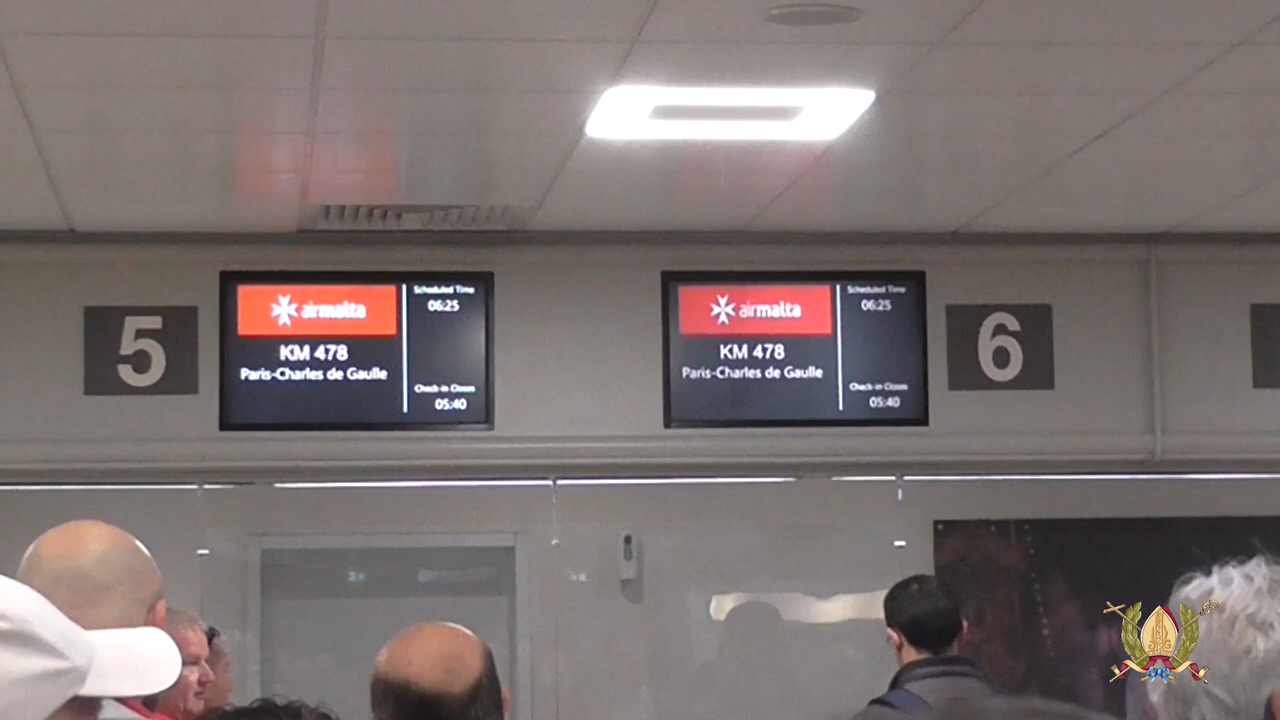 5
airmalta
KM 478
Paris-Charles de Gaulle
Scheduled Time
06:25
Check-in Closes
05:40
airmalta
KM 478
Paris-Charles de Gaulle
Scheduled Time
06:25
Check-in Closes
05:40
6